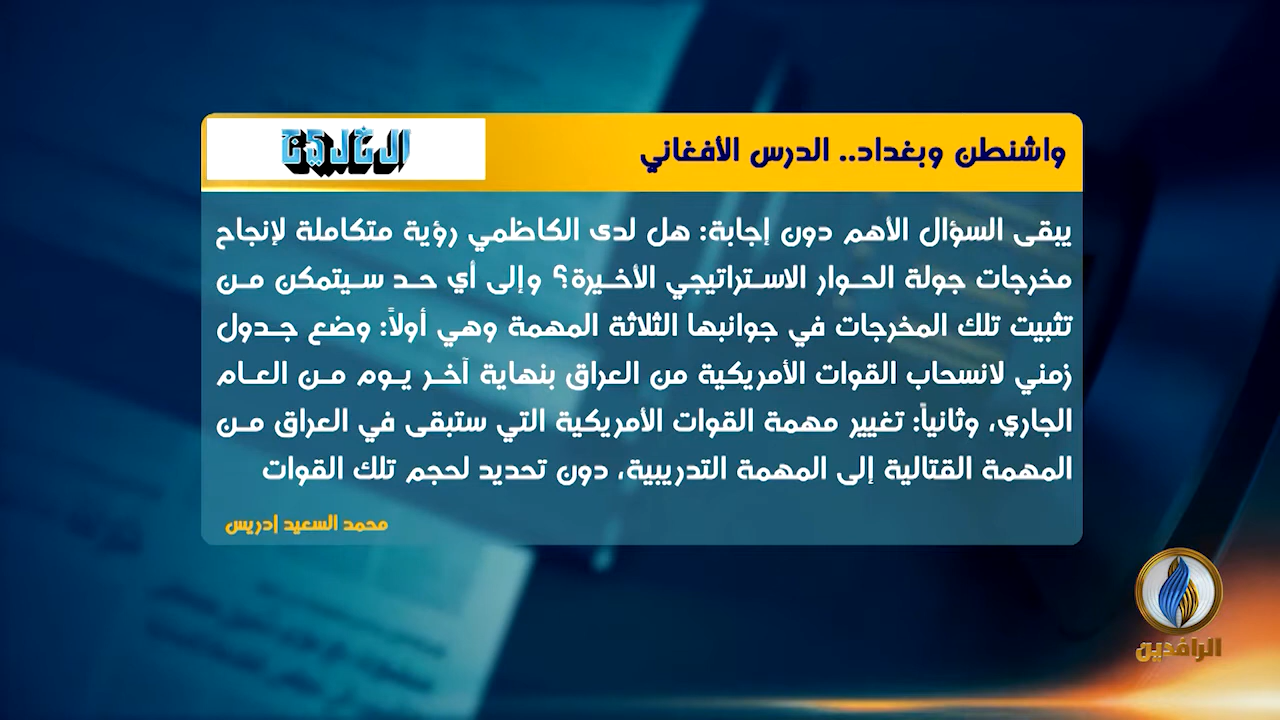 واشنطن وبغداد.. الدرس الأفغاني
الخليج
يبقى السؤال الأهم دون إجابة: هل لدى الكاظمي رؤية متكاملة لإنجاح
مخرجات جولة الحوار الاستراتيجي الأخيرة؟ وإلى أي حد سيتمكن من
تثبيت تلك المخرجات في جوانبها الثلاثة المهمة وهي أولاً: وضع جدول
زمني لانسحاب القوات الأمريكية من العراق بنهاية آخر يوم من العام
الجاري، وثانياً: تغيير مهمة القوات الأمريكية التي ستبقى في العراق من
المهمة القتالية إلى المهمة التدريبية، دون تحديد لحجم تلك القوات
محمد السعيد إدريس
الرافدين